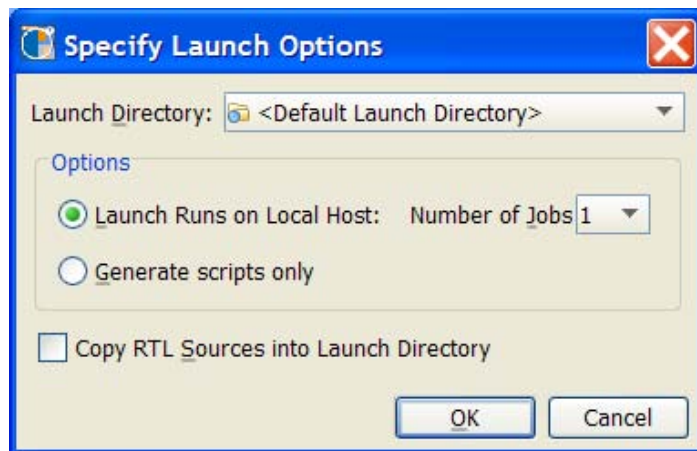 Specify Launch Options
Launch Directory: <Default Launch Directory>
Options
Launch Runs on Local Host: Number of Jobs 1
Generate scripts only
Copy RTL Sources into Launch Directory
OK Cancel